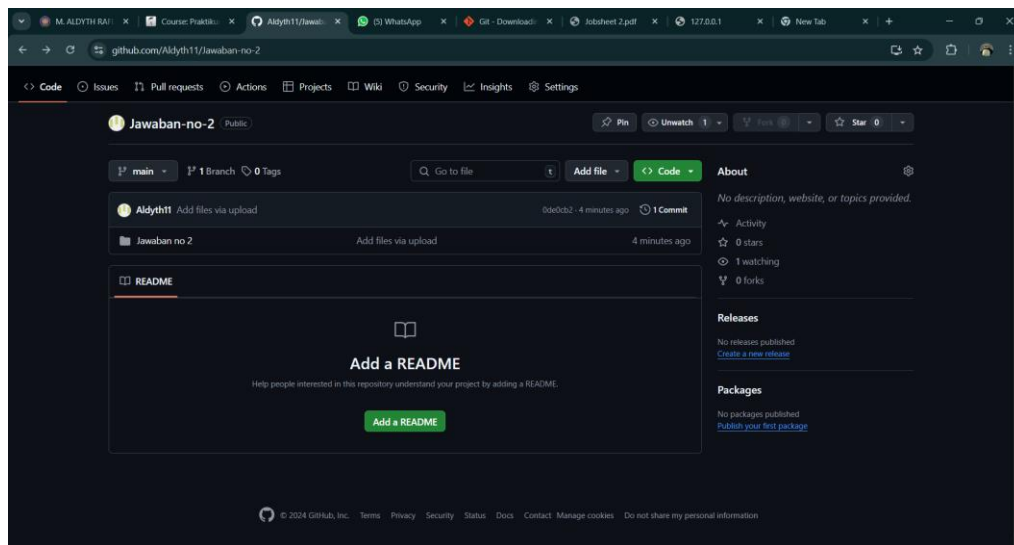 M. ALDYTH RAFI
Course: Praktiku
Aldyth11/Jawab
(5) WhatsApp
Git - Downloadi
Jobsheet 2.pdf
127.0.0.1
New Tab
github.com/Aldyth11/Jawaban-no-2
Code Issues Pull requests Actions Projects Wiki Security Insights Settings
Jawaban-no-2 Public
Pin Unwatch 1 Fork 0 Star 0
main 1 Branch 0 Tags Go to file t Add file Code
Aldyth11 Add files via upload 0de0cb2 · 4 minutes ago 1 Commit
Jawaban no 2 Add files via upload 4 minutes ago
README
Add a README
Help people interested in this repository understand your project by adding a README.
Add a README
About
No description, website, or topics provided.
Activity
0 stars
1 watching
0 forks
Releases
No releases published
Create a new release
Packages
No packages published
Publish your first package
© 2024 GitHub, Inc. Terms Privacy Security Status Docs Contact Manage cookies Do not share my personal information